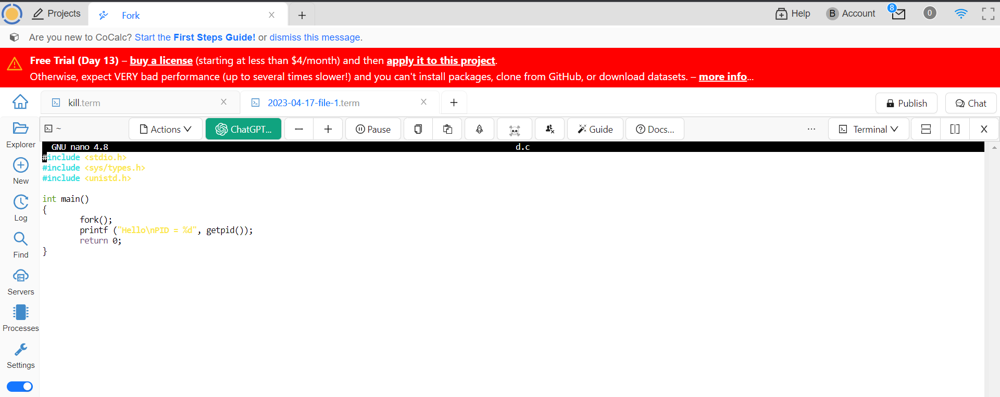 Projects Fork Help B Account 8 0
Are you new to CoCalc? Start the First Steps Guide! or dismiss this message.
Free Trial (Day 13) – buy a license (starting at less than $4/month) and then apply it to this project.
Otherwise, expect VERY bad performance (up to several times slower!) and you can't install packages, clone from GitHub, or download datasets. – more info...
kill.term 2023-04-17-file-1.term Publish Chat
~ Actions ChatGPT... Pause Guide Docs... ... Terminal
Explorer
New
Log
Find
Servers
Processes
Settings
GNU nano 4.8 d.c
#include <stdio.h>
#include <sys/types.h>
#include <unistd.h>
int main()
{
fork();
printf ("Hello\nPID = %d", getpid());
return 0;
}